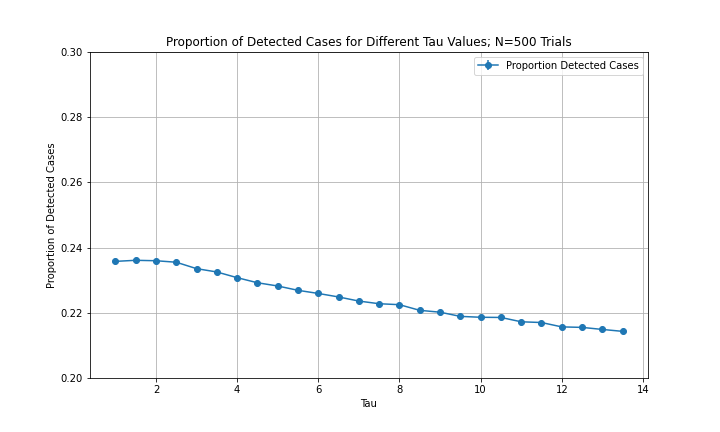 Proportion of Detected Cases for Different Tau Values; N=500 Trials
Proportion Detected Cases
Proportion of Detected Cases
0.30
0.28
0.26
0.24
0.22
0.20
2 4 6 8 10 12 14
Tau